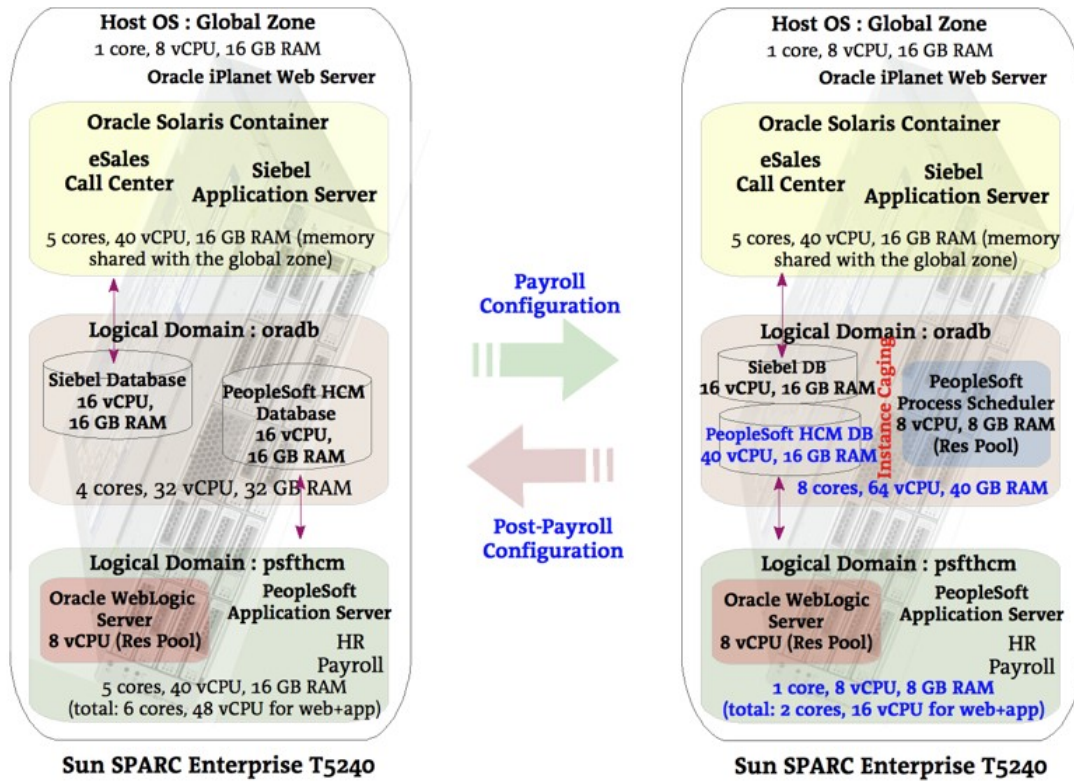 Host OS : Global Zone
1 core, 8 vCPU, 16 GB RAM
Oracle iPlanet Web Server
Oracle Solaris Container
eSales
Call Center
Siebel
Application Server
5 cores, 40 vCPU, 16 GB RAM (memory
shared with the global zone)
Logical Domain : oradb
Siebel Database
16 vCPU,
16 GB RAM
PeopleSoft HCM
Database
16 vCPU,
16 GB RAM
4 cores, 32 vCPU, 32 GB RAM
Logical Domain : psfthcm
Oracle WebLogic
Server
8 vCPU (Res Pool)
PeopleSoft
Application Server
HR
Payroll
5 cores, 40 vCPU, 16 GB RAM
(total: 6 cores, 48 vCPU for web+app)
Sun SPARC Enterprise T5240
Payroll
Configuration
Post-Payroll
Configuration
Host OS : Global Zone
1 core, 8 vCPU, 16 GB RAM
Oracle iPlanet Web Server
Oracle Solaris Container
eSales
Call Center
Siebel
Application Server
5 cores, 40 vCPU, 16 GB RAM (memory
shared with the global zone)
Logical Domain : oradb
Siebel DB
16 vCPU, 16 GB RAM
PeopleSoft HCM DB
40 vCPU, 16 GB RAM
Instance Caging
PeopleSoft
Process Scheduler
8 vCPU, 8 GB RAM
(Res Pool)
8 cores, 64 vCPU, 40 GB RAM
Logical Domain : psfthcm
Oracle WebLogic
Server
8 vCPU (Res Pool)
PeopleSoft
Application Server
HR
Payroll
1 core, 8 vCPU, 8 GB RAM
(total: 2 cores, 16 vCPU for web+app)
Sun SPARC Enterprise T5240